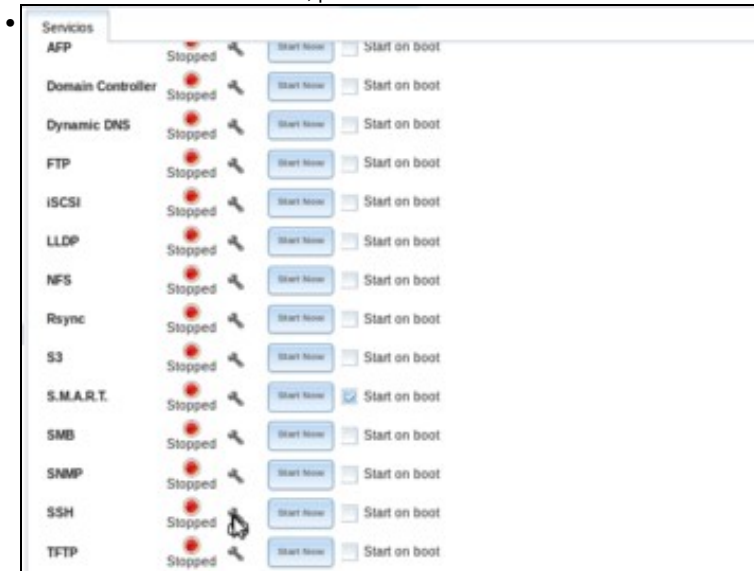 Servicios
AFP Stopped Start Now Start on boot
Domain Controller Stopped Start Now Start on boot
Dynamic DNS Stopped Start Now Start on boot
FTP Stopped Start Now Start on boot
iSCSI Stopped Start Now Start on boot
LLDP Stopped Start Now Start on boot
NFS Stopped Start Now Start on boot
Rsync Stopped Start Now Start on boot
S3 Stopped Start Now Start on boot
S.M.A.R.T. Stopped Start Now Start on boot
SMB Stopped Start Now Start on boot
SNMP Stopped Start Now Start on boot
SSH Stopped Start Now Start on boot
TFTP Stopped Start Now Start on boot